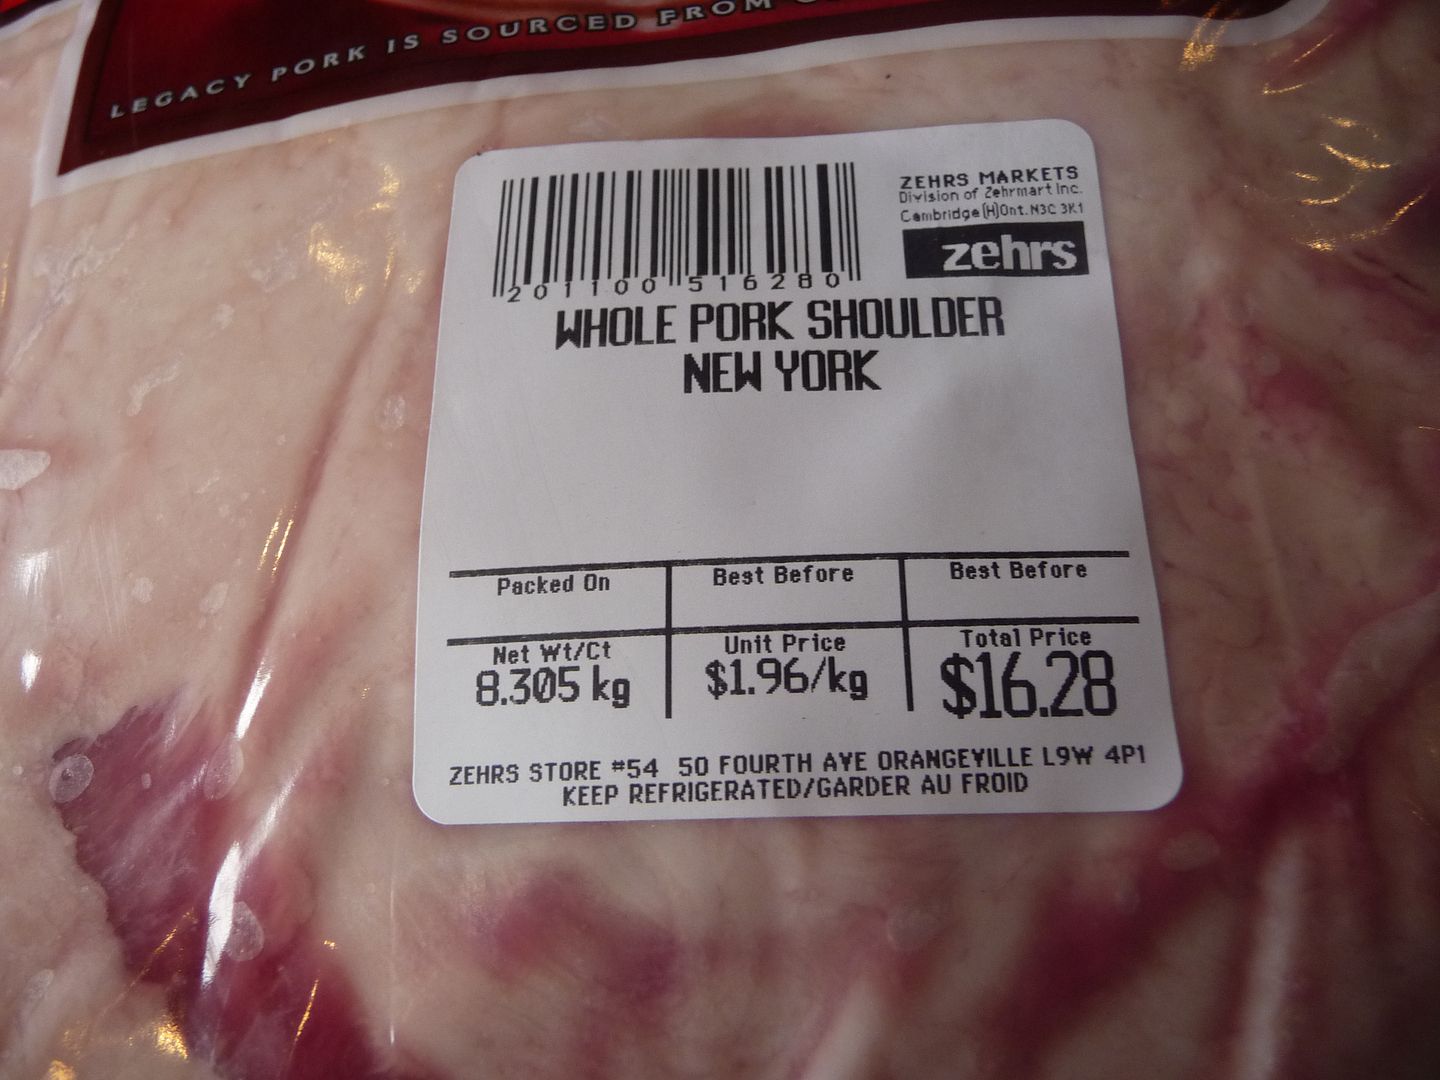 LEGACY PORK IS SOURCED FROM
ZEHRS MARKETS
Division of Zehrmart Inc.
Cambridge (H)Ont. N3C 3K1
zehrs
201100 516280
WHOLE PORK SHOULDER
NEW YORK
Packed On Best Before Best Before
Net Wt/Ct Unit Price Total Price
8.305 kg $1.96/kg $16.28
ZEHRS STORE #54 50 FOURTH AVE ORANGEVILLE L9W 4P1
KEEP REFRIGERATED/GARDER AU FROID